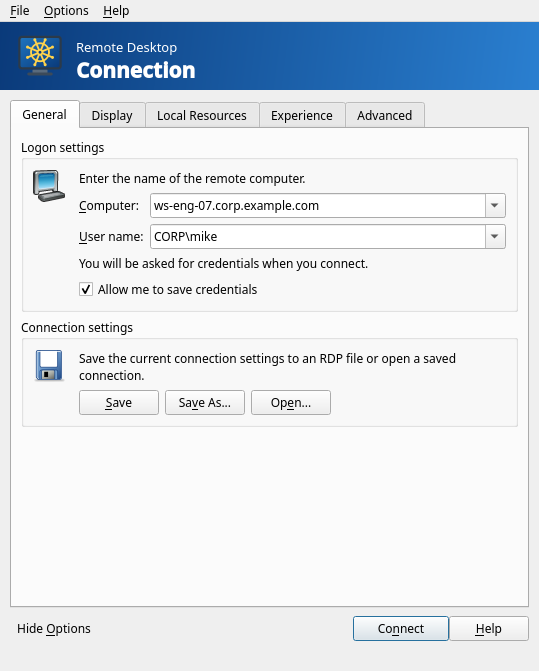 File Options Help
Remote Desktop
Connection
General Display Local Resources Experience Advanced
Logon settings
Enter the name of the remote computer.
Computer: ws-eng-07.corp.example.com
User name: CORP\mike
You will be asked for credentials when you connect.
Allow me to save credentials
Connection settings
Save the current connection settings to an RDP file or open a saved
connection.
Save Save As... Open...
Hide Options Connect Help